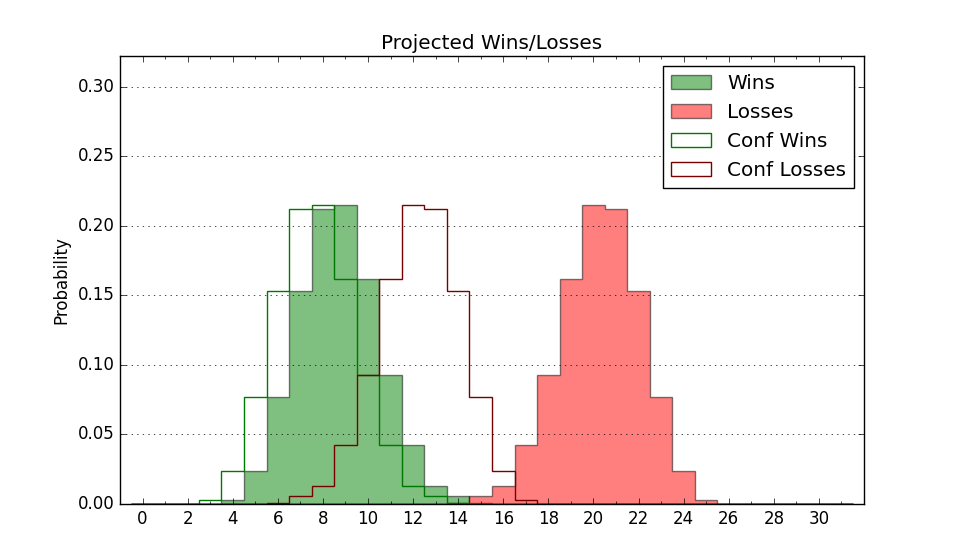 Projected Wins/Losses
Wins
Losses
Conf Wins
Conf Losses
Probability
0.30
0.25
0.20
0.15
0.10
0.05
0.00
0 2 4 6 8 10 12 14 16 18 20 22 24 26 28 30